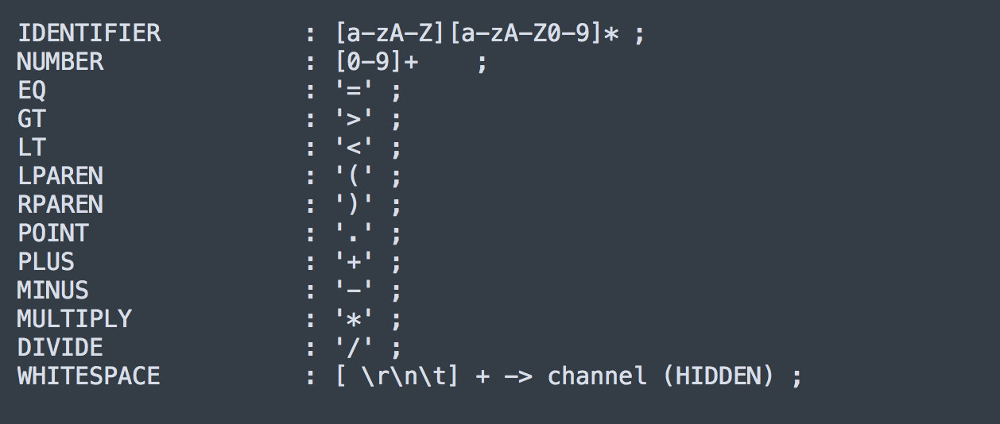 IDENTIFIER : [a-zA-Z][a-zA-Z0-9]* ;
NUMBER : [0-9]+ ;
EQ : '=' ;
GT : '>' ;
LT : '<' ;
LPAREN : '(' ;
RPAREN : ')' ;
POINT : '.' ;
PLUS : '+' ;
MINUS : '-' ;
MULTIPLY : '*' ;
DIVIDE : '/' ;
WHITESPACE : [ \r\n\t] + -> channel (HIDDEN) ;